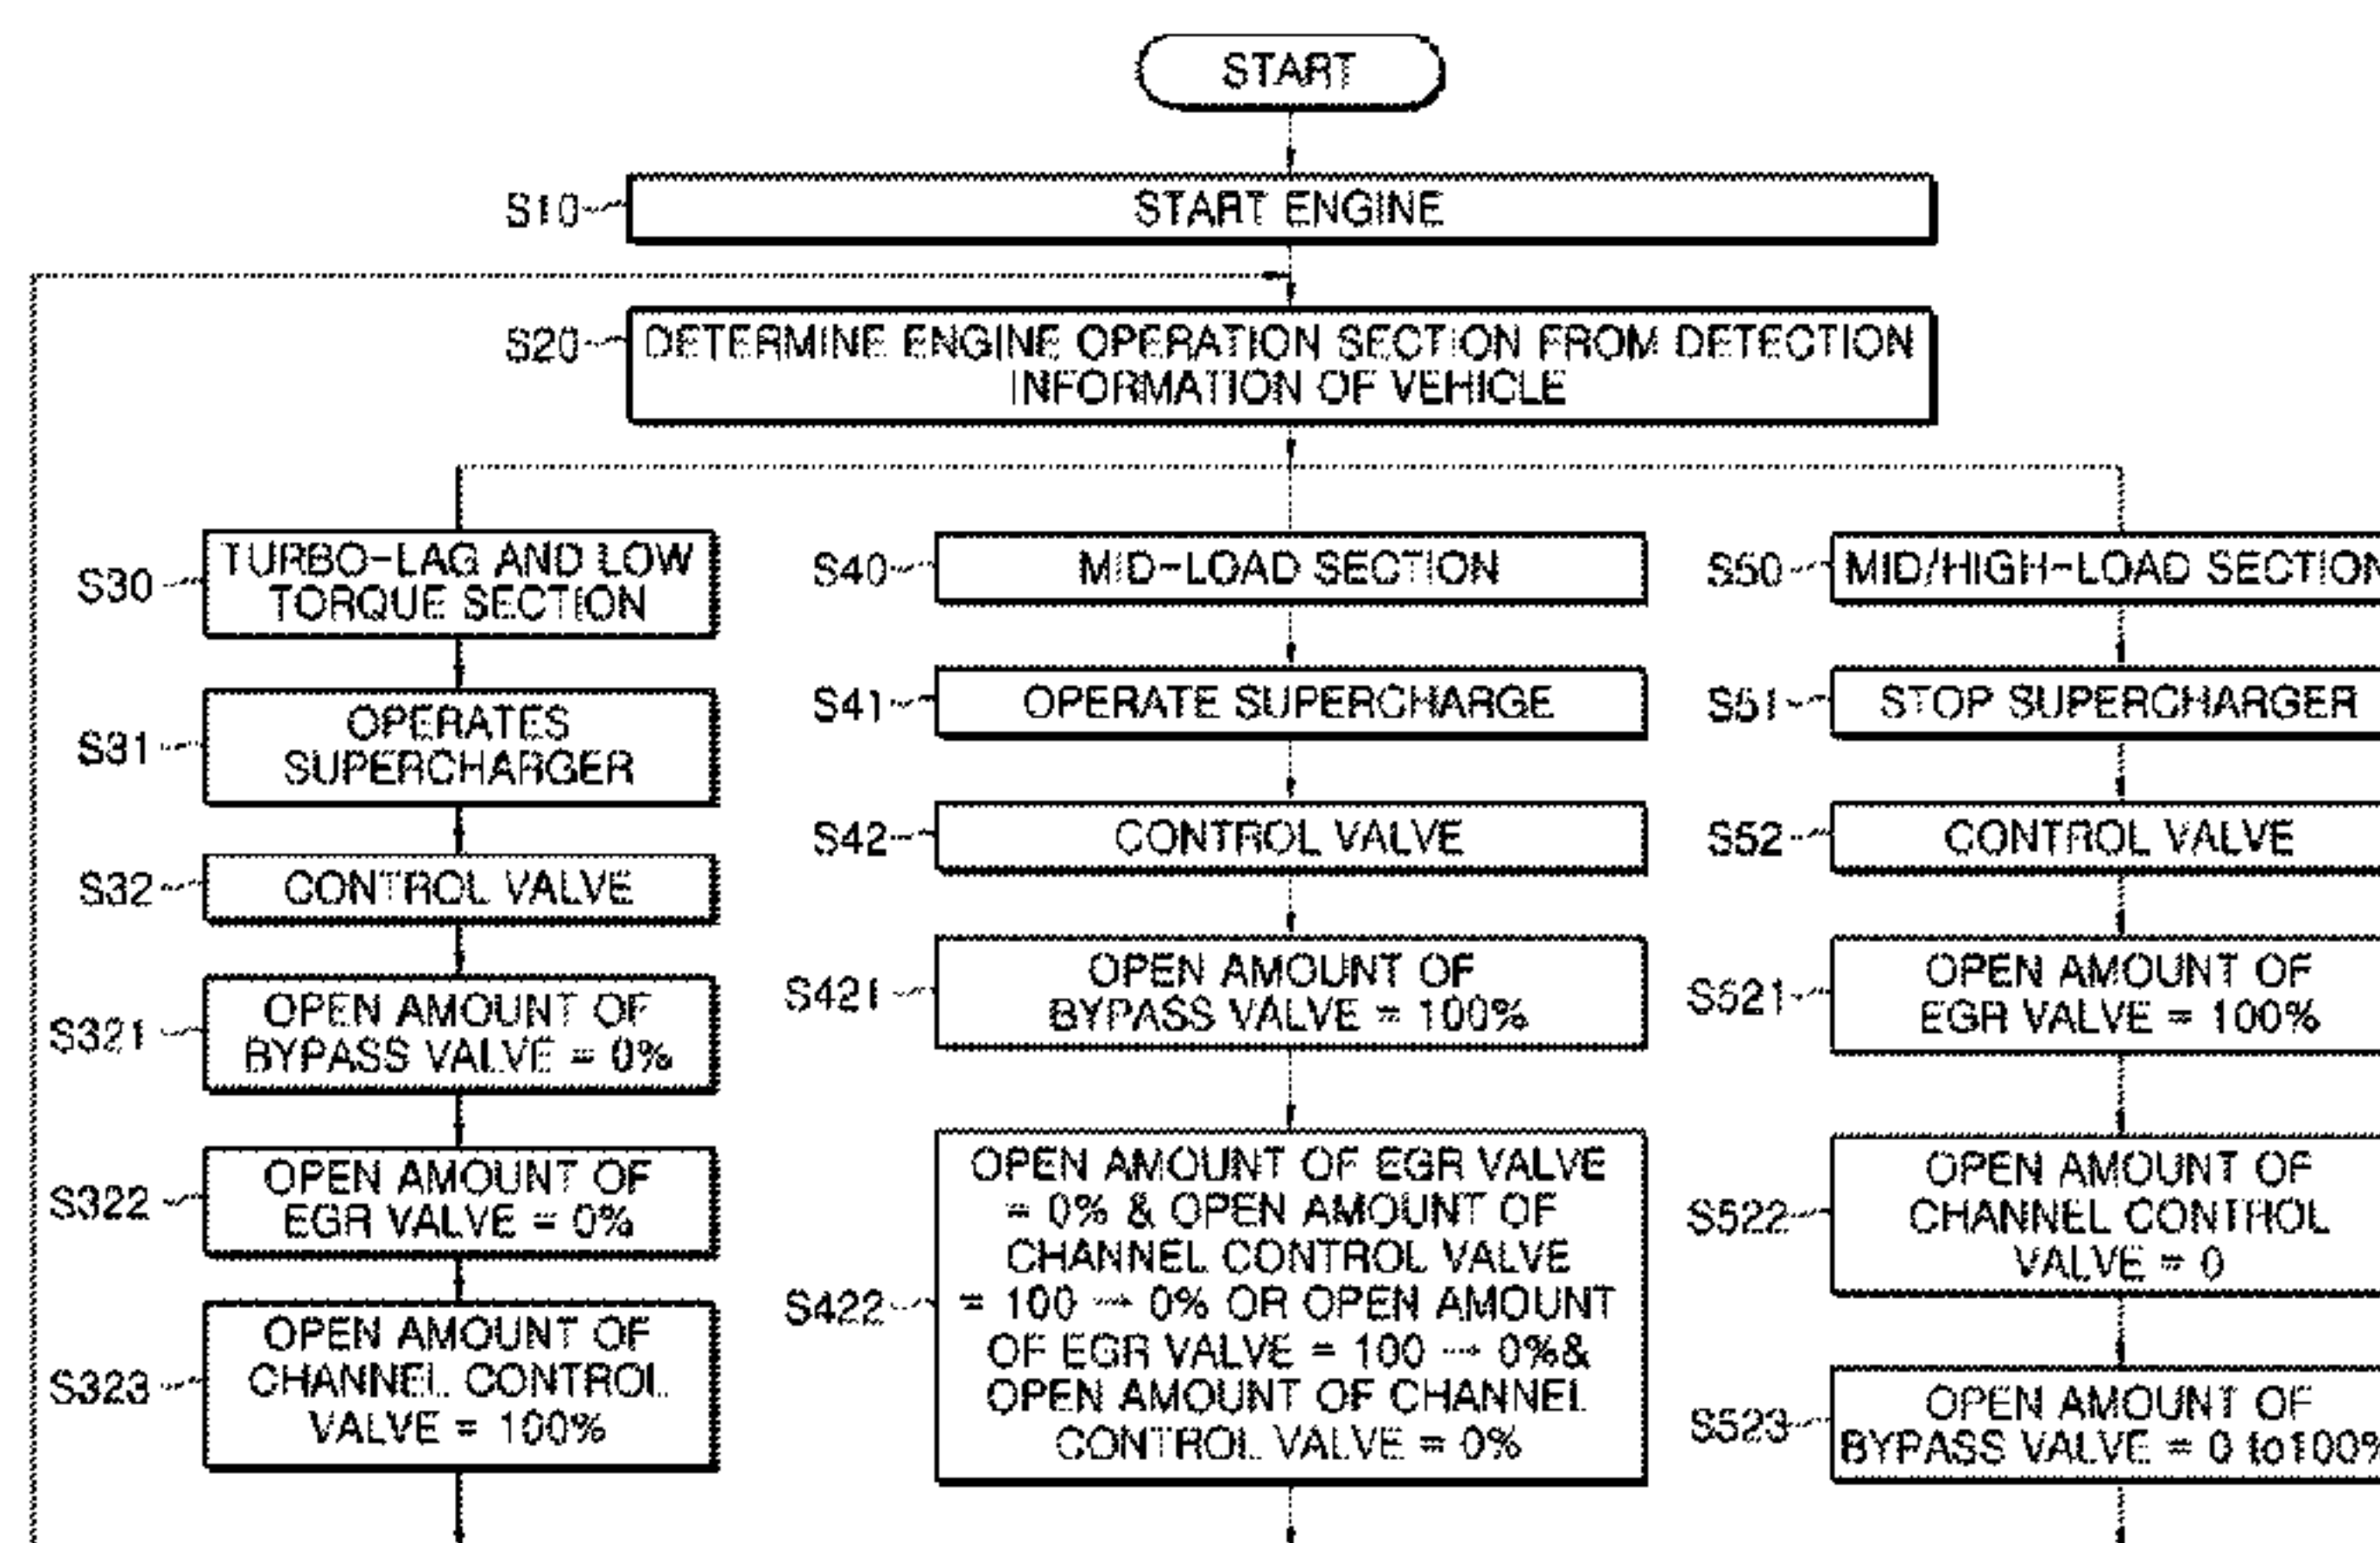 START
S10
START ENGINE
S20
DETERMINE ENGINE OPERATION SECTION FROM DETECTION
INFORMATION OF VEHICLE
S30
TURBO-LAG AND LOW
TORQUE SECTION
S31
OPERATES
SUPERCHARGER
S32
CONTROL VALVE
S321
OPEN AMOUNT OF
BYPASS VALVE = 0%
S322
OPEN AMOUNT OF
EGR VALVE = 0%
S323
OPEN AMOUNT OF
CHANNEL CONTROL
VALVE = 100%
S40
MID-LOAD SECTION
S41
OPERATE SUPERCHARGE
S42
CONTROL VALVE
S421
OPEN AMOUNT OF
BYPASS VALVE = 100%
S422
OPEN AMOUNT OF EGR VALVE
= 0% & OPEN AMOUNT OF
CHANNEL CONTROL VALVE
= 100 → 0% OR OPEN AMOUNT
OF EGR VALVE = 100 → 0%&
OPEN AMOUNT OF CHANNEL
CONTROL VALVE = 0%
S50
MID/HIGH-LOAD SECTION
S51
STOP SUPERCHARGER
S52
CONTROL VALVE
S521
OPEN AMOUNT OF
EGR VALVE = 100%
S522
OPEN AMOUNT OF
CHANNEL CONTROL
VALVE = 0
S523
OPEN AMOUNT OF
BYPASS VALVE = 0 to100%